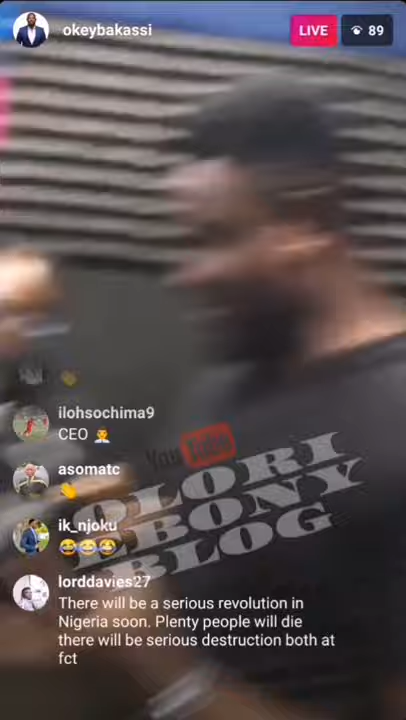 okeybakassi
LIVE
89
ilohsochima9
CEO
asomatc
ik_njoku
lorddavies27
There will be a serious revolution in
Nigeria soon. Plenty people will die
there will be serious destruction both at
fct
YouTube
OLORI
EBONY
BLOG